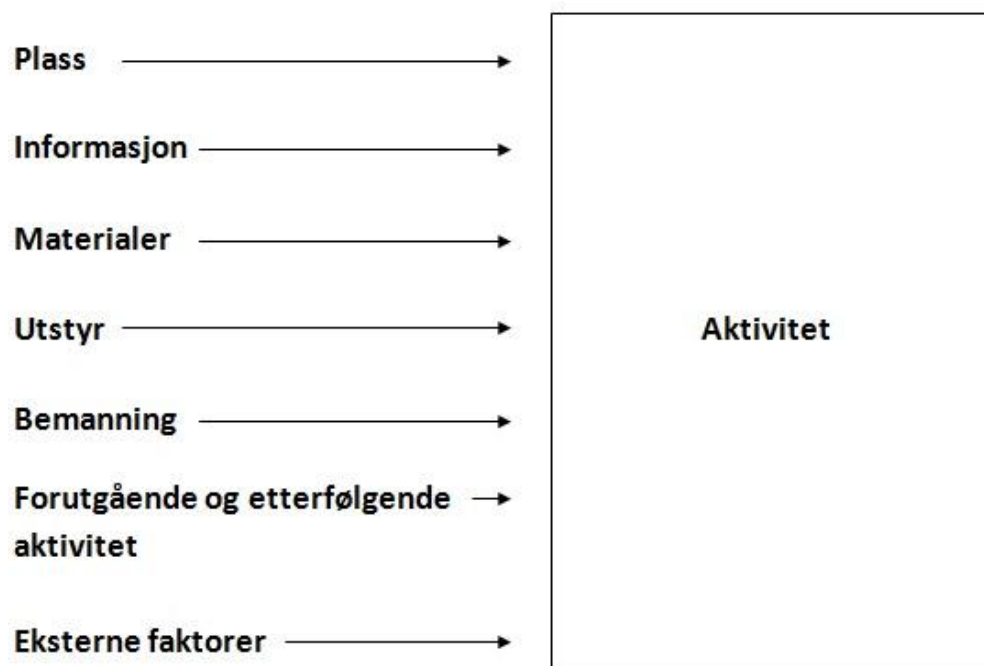 Plass
Informasjon
Materialer
Utstyr
Aktivitet
Bemanning
Forutgående og etterfølgende
aktivitet
Eksterne faktorer